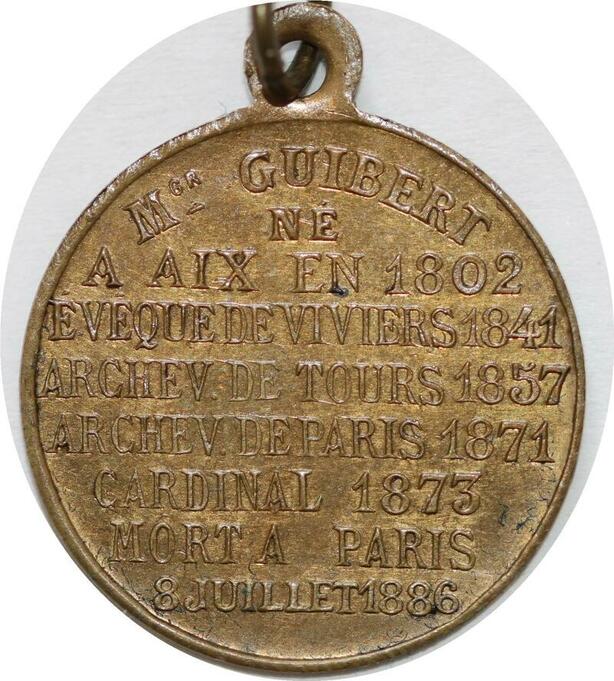 MGR GUIBERT
NÉ
A AIX EN 1802
EVEQUE DE VIVIERS 1841
ARCHEV. DE TOURS 1857
ARCHEV. DE PARIS 1871
CARDINAL 1873
MORT A PARIS
8 JUILLET 1886